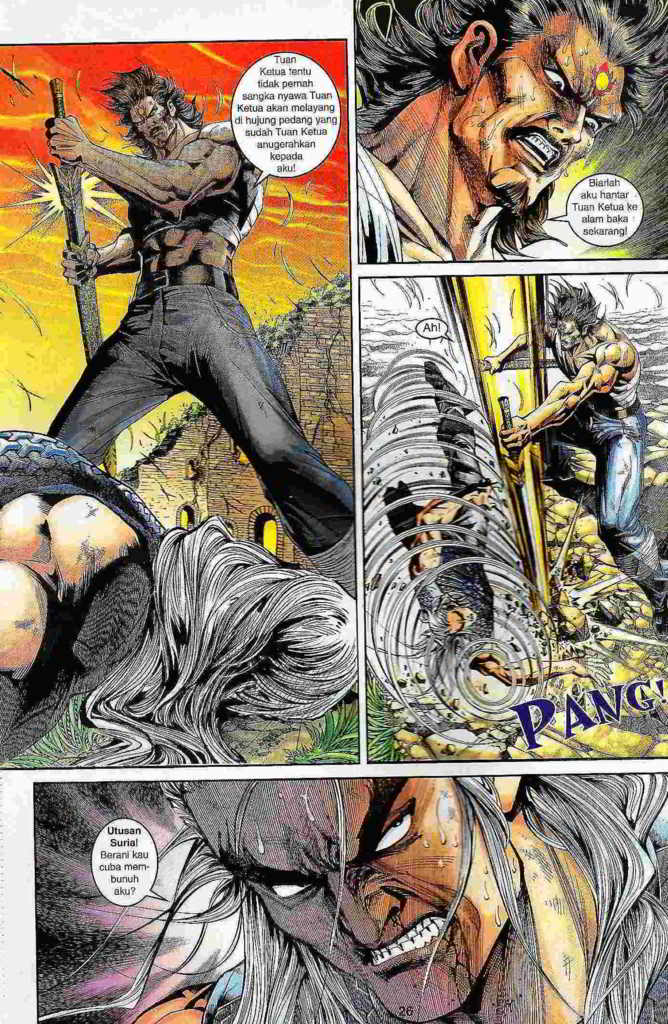 Tuan
Ketua tentu
tidak pernah
sangka nyawa Tuan
Ketua akan melayang
di hujung pedang yang
sudah Tuan Ketua
anugerahkan
kepada
aku!
Biarlah
aku hantar
Tuan Ketua ke
alam baka
sekarang!
Ah!
PANG!
Utusan
Suria!
Berani kau
cuba mem-
bunuh
aku?
26